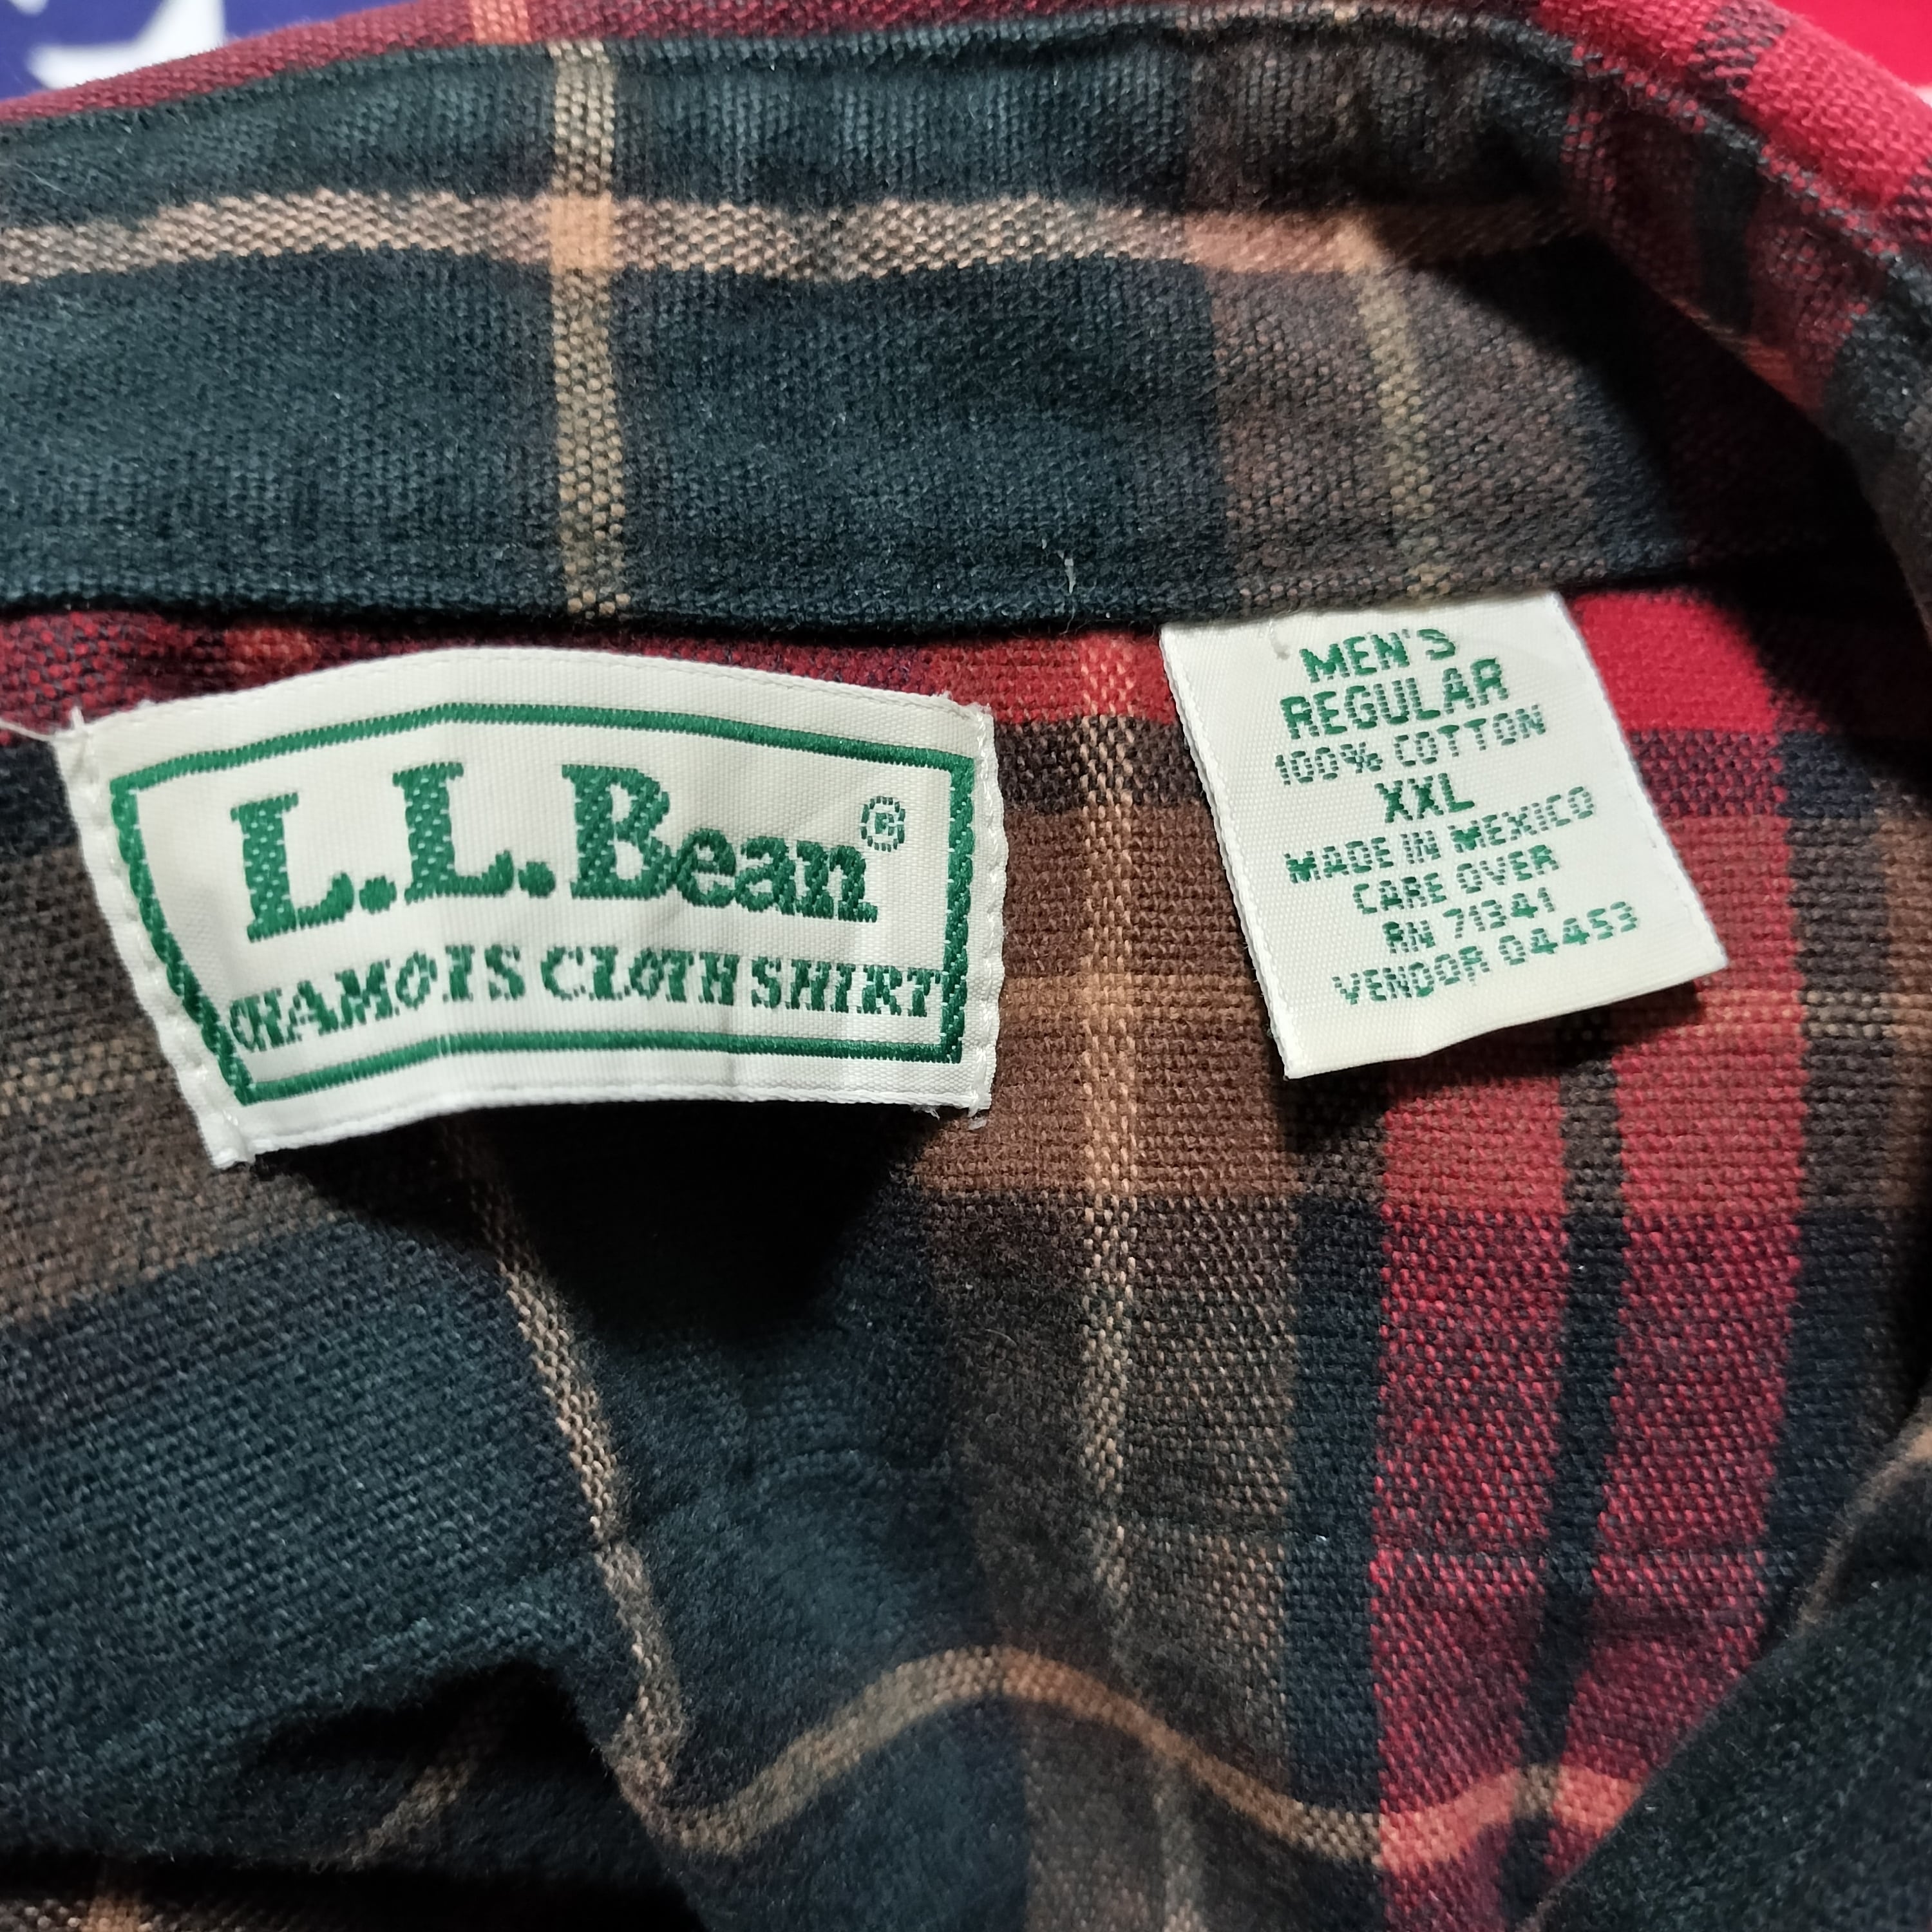 L.L.Bean®
CHAMOIS CLOTH SHIRT
MEN'S
REGULAR
100% COTTON
XXL
MADE IN MEXICO
CARE OVER
RN 71341
VENDOR 04453